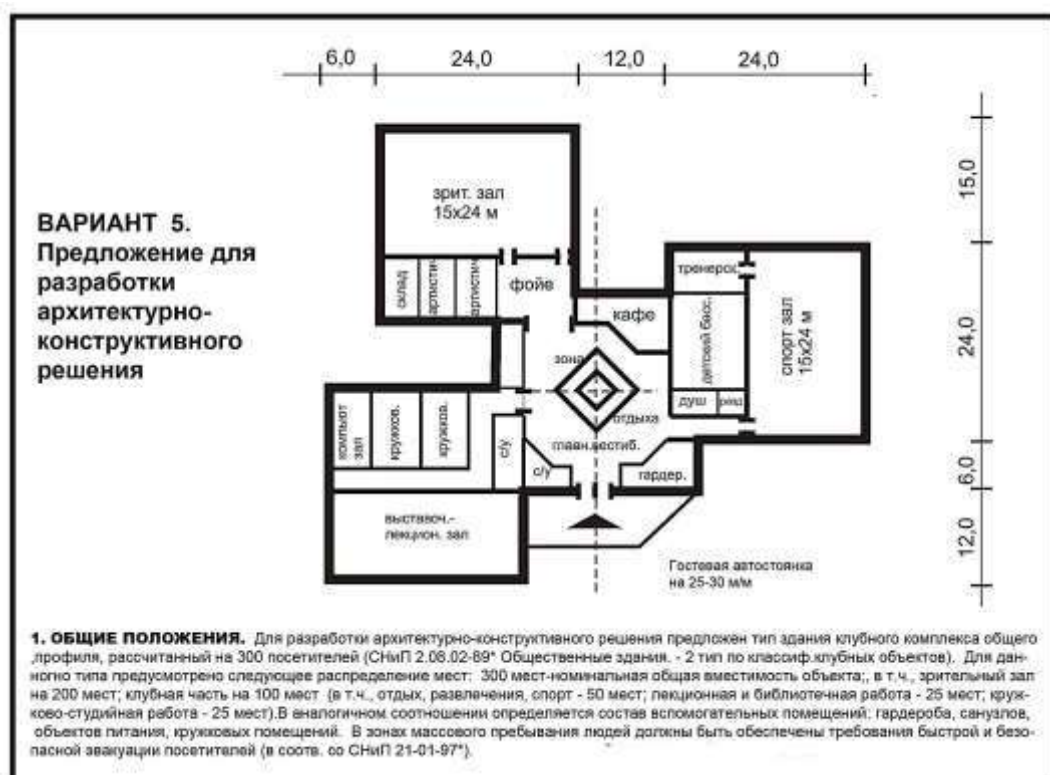 6,0 24,0 12,0 24,0
15,0
24,0
6,0
12,0
ВАРИАНТ 5.
Предложение для
разработки
архитектурно-
конструктивного
решения
зрит. зал
15х24 м
склад
артистич
артистич
фойе
кафе
тренерск.
детский басс.
спорт зал
15х24 м
душ
разд
зона
отдыха
главн.вестиб.
гардер.
компьют
зал
кружков.
кружков.
с/у
с/у
выставоч.-
лекцион. зал
Гостевая автостоянка
на 25-30 м/м
1. ОБЩИЕ ПОЛОЖЕНИЯ. Для разработки архитектурно-конструктивного решения предложен тип здания клубного комплекса общего
профиля, рассчитанный на 300 посетителей (СНиП 2.08.02-89* Общественные здания. - 2 тип по классиф.клубных объектов). Для дан-
ного типа предусмотрено следующее распределение мест: 300 мест-номинальная общая вместимость объекта;, в т.ч., зрительный зал
на 200 мест; клубная часть на 100 мест (в т.ч., отдых, развлечения, спорт - 50 мест; лекционная и библиотечная работа - 25 мест; круж-
ково-студийная работа - 25 мест).В аналогичном соотношении определяется состав вспомогательных помещений: гардероба, санузлов,
объектов питания, кружковых помещений. В зонах массового пребывания людей должны быть обеспечены требования быстрой и безо-
пасной эвакуации посетителей (в соотв. со СНиП 21-01-97*).